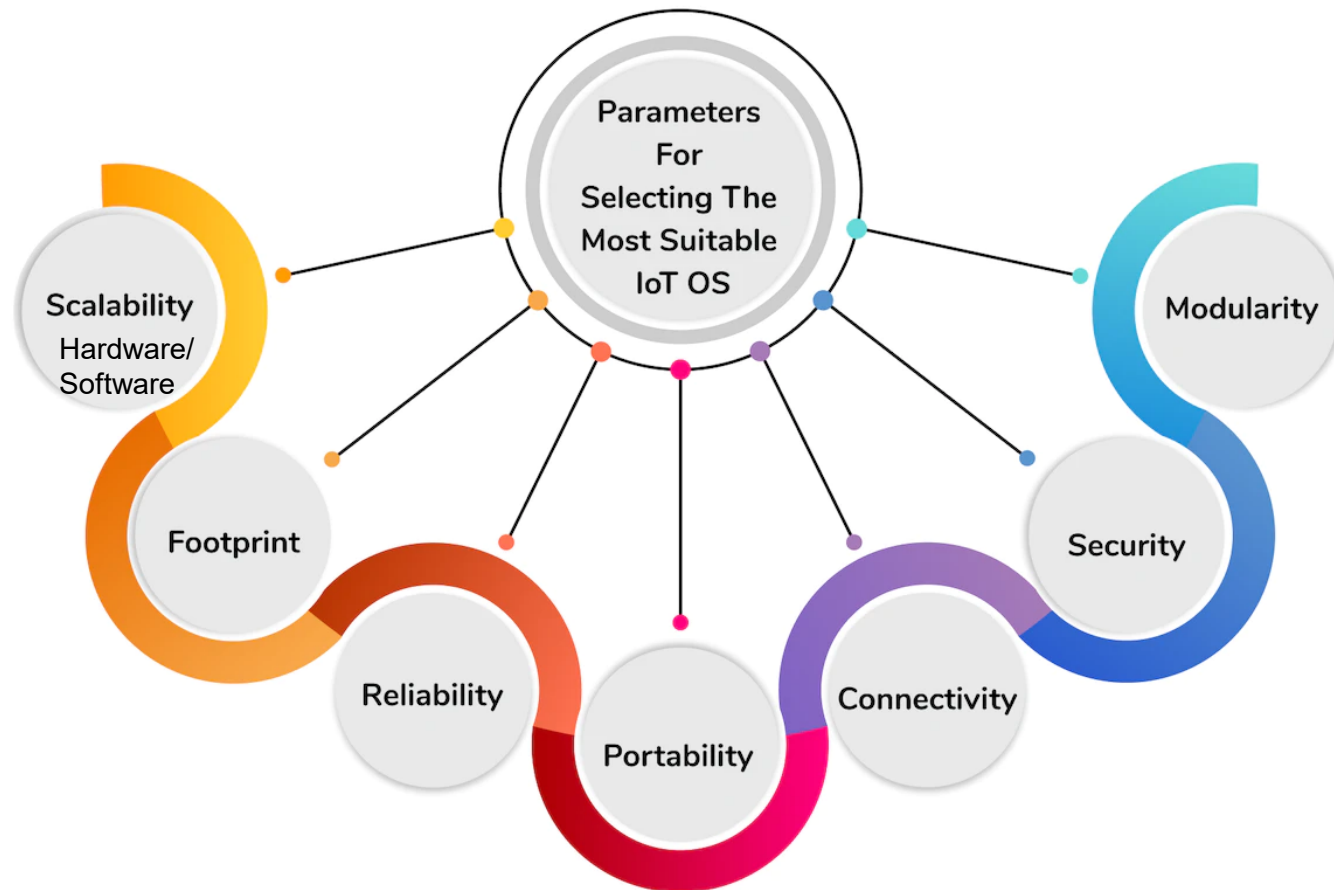 Parameters
For
Selecting The
Most Suitable
IoT OS
Scalability
Hardware/
Software
Footprint
Reliability
Portability
Connectivity
Security
Modularity